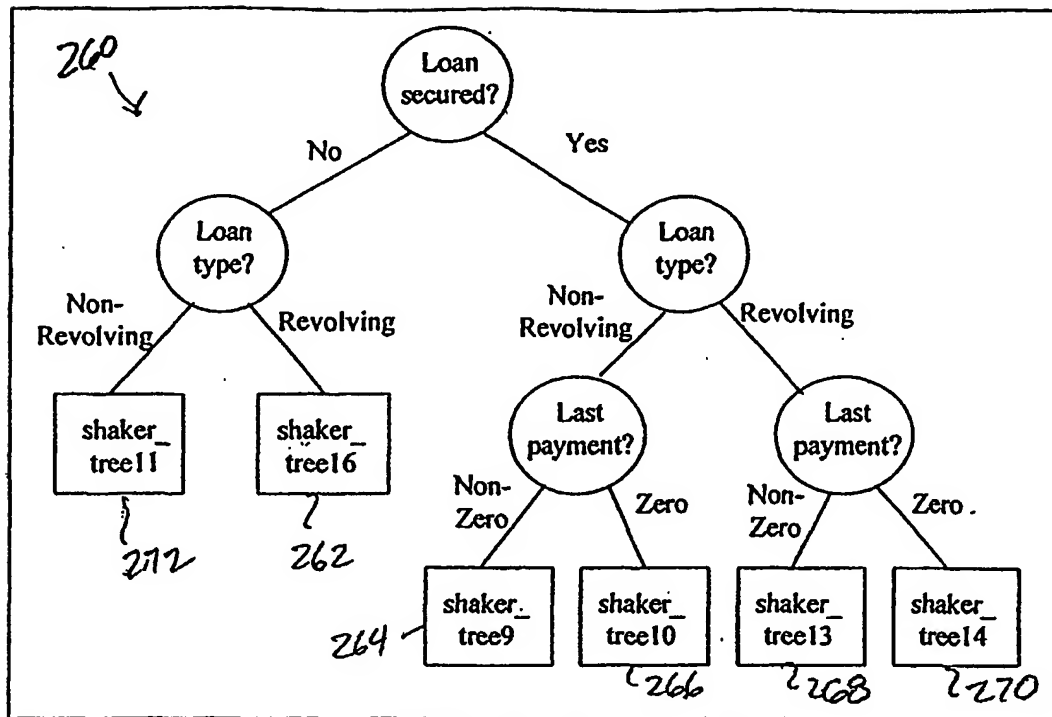 260
Loan
secured?
No
Yes
Loan
type?
Loan
type?
Non-
Revolving
Revolving
Non-
Revolving
Revolving
shaker_
tree11
shaker_
tree16
Last
payment?
Last
payment?
272
262
Non-
Zero
Zero
Non-
Zero
Zero
264
shaker_
tree9
shaker_
tree10
shaker_
tree13
shaker_
tree14
266
268
270